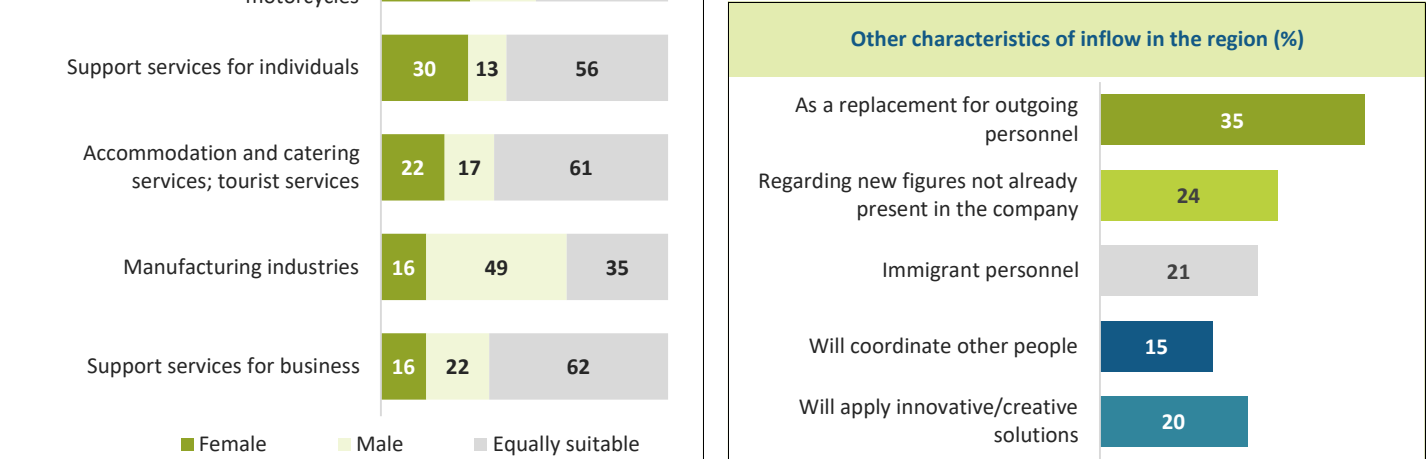 motorcycles
Support services for individuals
30 13 56
Accommodation and catering
services; tourist services
22 17 61
Manufacturing industries
16 49 35
Support services for business
16 22 62
Female Male Equally suitable
Other characteristics of inflow in the region (%)
As a replacement for outgoing
personnel
35
Regarding new figures not already
present in the company
24
Immigrant personnel
21
Will coordinate other people
15
Will apply innovative/creative
solutions
20